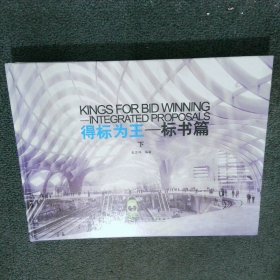 KINGS FOR BID WINNING
—INTEGRATED PROPOSALS
得标为王—标书篇
下